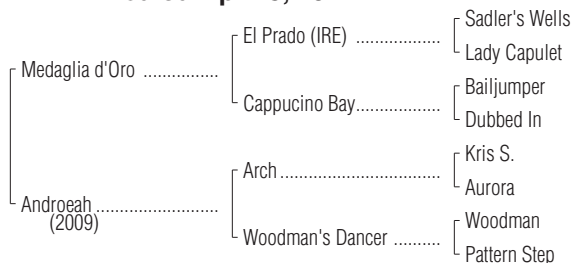 Sadler's Wells
El Prado (IRE) ..................
Lady Capulet
Medaglia d'Oro ................
Bailjumper
Cappucino Bay...................
Dubbed In
Kris S.
Arch....................................
Aurora
Androeah ..........................
(2009)
Woodman
Woodman's Dancer ..........
Pattern Step